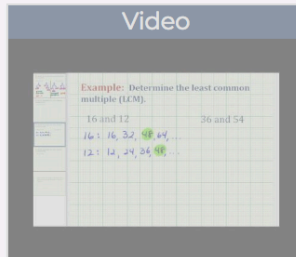 Video
Example: Determine the least common
multiple (LCM).
16 and 12 36 and 54
16: 16, 32, 48, 64, ...
12: 12, 24, 36, 48, ...